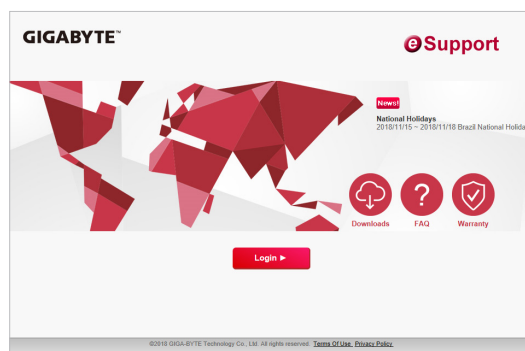 GIGABYTE™
eSupport
News!
National Holidays
2018/11/15 ~ 2018/11/18 Brazil National Holida
Downloads FAQ Warranty
Login ►
©2018 GIGA-BYTE Technology Co., Ltd. All rights reserved. Terms Of Use Privacy Policy